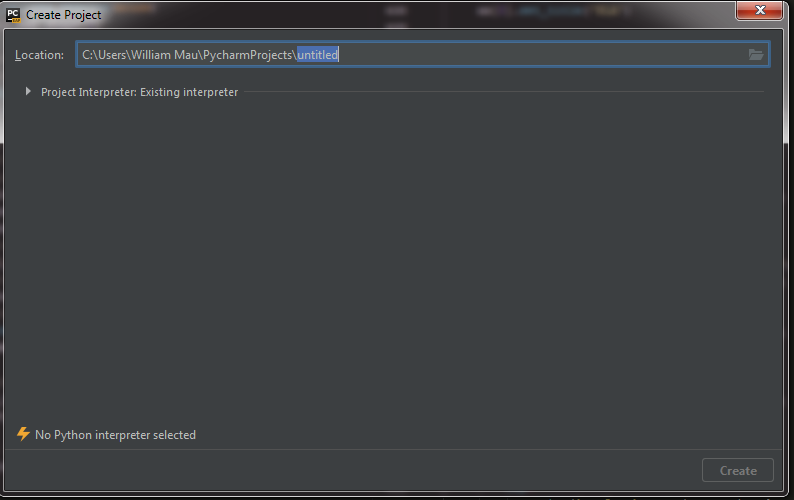 PC
Create Project
Location: C:\Users\William Mau\PycharmProjects\untitled
Project Interpreter: Existing interpreter
No Python interpreter selected
Create